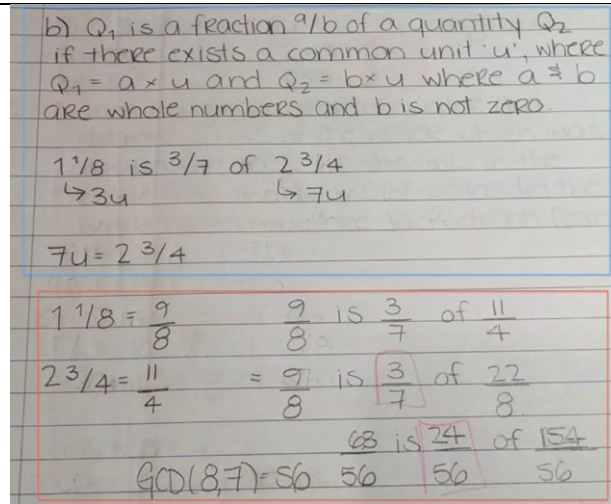 b) Q₁ is a fraction a/b of a quantity Q₂
if there exists a common unit 'u', where
Q₁ = a × u and Q₂ = b × u where a & b
are whole numbers and b is not zero.
1 1/8 is 3/7 of 2 3/4
↳ 3u ↳ 7u
7u = 2 3/4
1 1/8 = 9/8 9/8 is 3/7 of 11/4
2 3/4 = 11/4 = 9/8 is 3/7 of 22/8
63/56 is 24/56 of 154/56
GCD(8,7) = 56